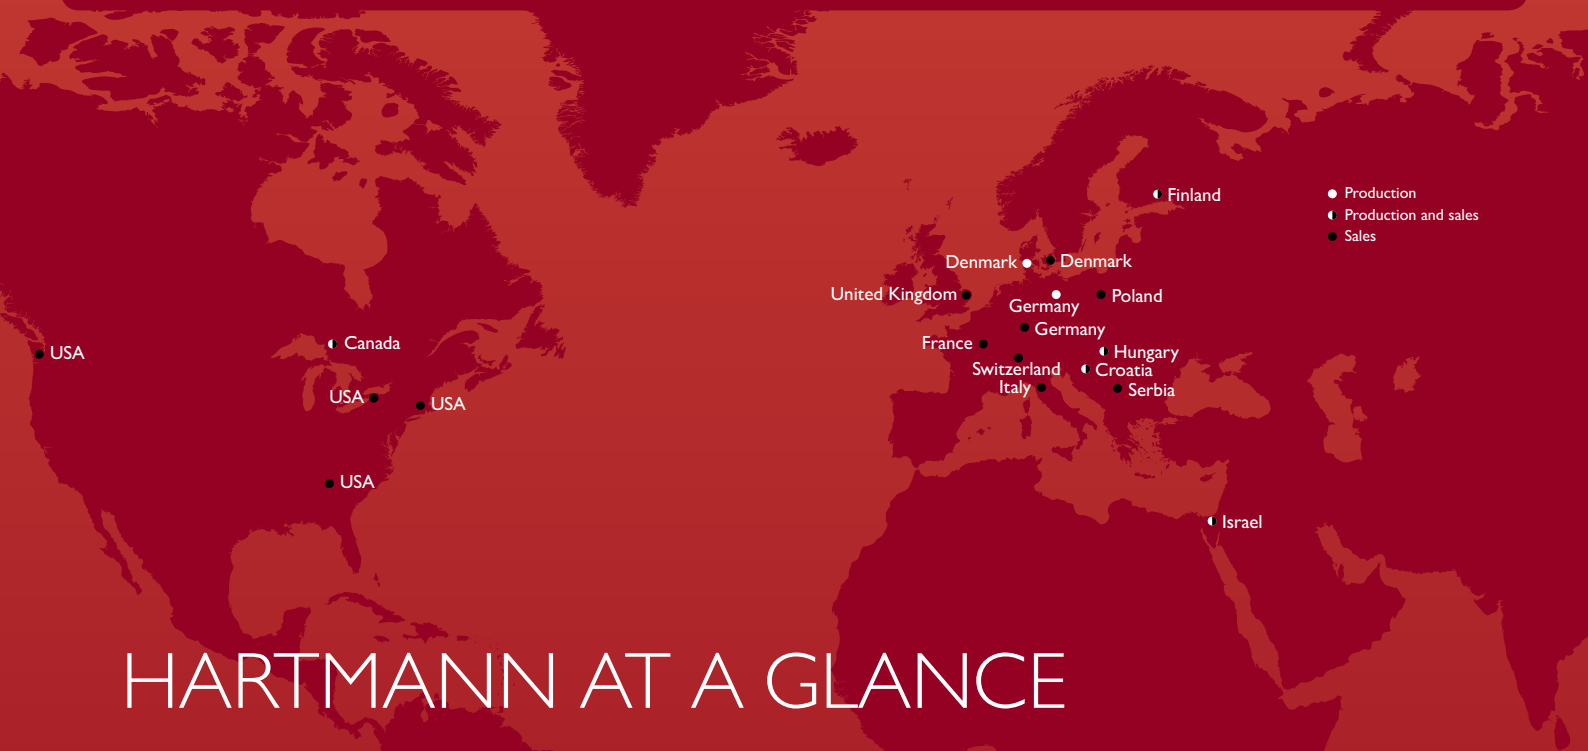 Finland
Production
Production and sales
Sales
Denmark
Denmark
United Kingdom
Germany
Poland
Germany
France
Canada
USA
Hungary
Switzerland
Croatia
Italy
Serbia
USA
USA
USA
Israel
HARTMANN AT A GLANCE